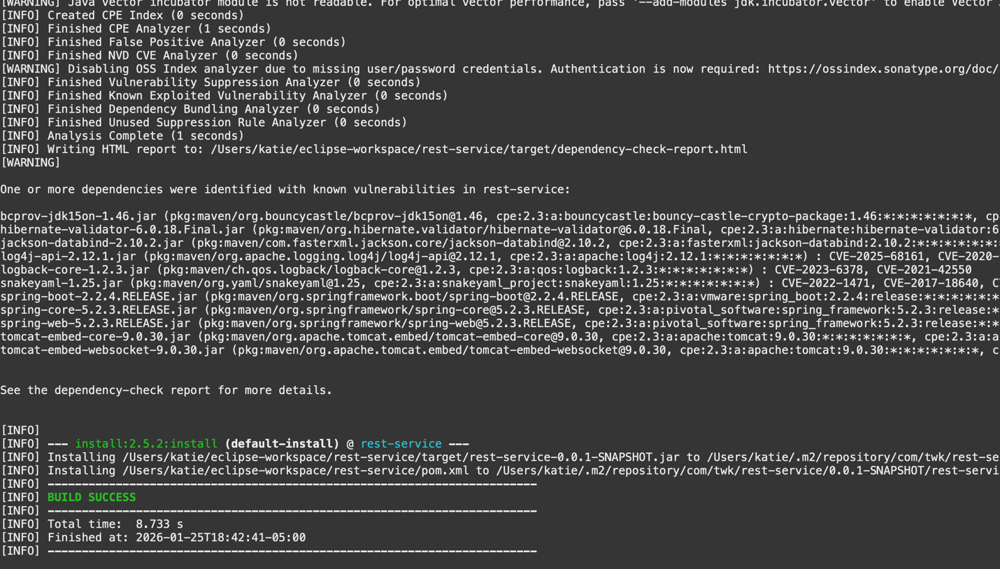 [WARNING] Java vector incubator module is not readable. For optimal vector performance, pass '--add-modules jdk.incubator.vector' to enable Vector
[INFO] Created CPE Index (0 seconds)
[INFO] Finished CPE Analyzer (1 seconds)
[INFO] Finished False Positive Analyzer (0 seconds)
[INFO] Finished NVD CVE Analyzer (0 seconds)
[WARNING] Disabling OSS Index analyzer due to missing user/password credentials. Authentication is now required: https://ossindex.sonatype.org/doc/
[INFO] Finished Vulnerability Suppression Analyzer (0 seconds)
[INFO] Finished Known Exploited Vulnerability Analyzer (0 seconds)
[INFO] Finished Dependency Bundling Analyzer (0 seconds)
[INFO] Finished Unused Suppression Rule Analyzer (0 seconds)
[INFO] Analysis Complete (1 seconds)
[INFO] Writing HTML report to: /Users/katie/eclipse-workspace/rest-service/target/dependency-check-report.html
[WARNING]
One or more dependencies were identified with known vulnerabilities in rest-service:
bcprov-jdk15on-1.46.jar (pkg:maven/org.bouncycastle/bcprov-jdk15on@1.46, cpe:2.3:a:bouncycastle:bouncy-castle-crypto-package:1.46:*:*:*:*:*:*:*, cp
hibernate-validator-6.0.18.Final.jar (pkg:maven/org.hibernate.validator/hibernate-validator@6.0.18.Final, cpe:2.3:a:hibernate:hibernate-validator:6
jackson-databind-2.10.2.jar (pkg:maven/com.fasterxml.jackson.core/jackson-databind@2.10.2, cpe:2.3:a:fasterxml:jackson-databind:2.10.2:*:*:*:*:*:*:
log4j-api-2.12.1.jar (pkg:maven/org.apache.logging.log4j/log4j-api@2.12.1, cpe:2.3:a:apache:log4j:2.12.1:*:*:*:*:*:*:*) : CVE-2025-68161, CVE-2020-
logback-core-1.2.3.jar (pkg:maven/ch.qos.logback/logback-core@1.2.3, cpe:2.3:a:qos:logback:1.2.3:*:*:*:*:*:*:*) : CVE-2023-6378, CVE-2021-42550
snakeyaml-1.25.jar (pkg:maven/org.yaml/snakeyaml@1.25, cpe:2.3:a:snakeyaml_project:snakeyaml:1.25:*:*:*:*:*:*:*) : CVE-2022-1471, CVE-2017-18640, C
spring-boot-2.2.4.RELEASE.jar (pkg:maven/org.springframework.boot/spring-boot@2.2.4.RELEASE, cpe:2.3:a:vmware:spring_boot:2.2.4:release:*:*:*:*:*:*
spring-core-5.2.3.RELEASE.jar (pkg:maven/org.springframework/spring-core@5.2.3.RELEASE, cpe:2.3:a:pivotal_software:spring_framework:5.2.3:release:*
spring-web-5.2.3.RELEASE.jar (pkg:maven/org.springframework/spring-web@5.2.3.RELEASE, cpe:2.3:a:pivotal_software:spring_framework:5.2.3:release:*:*
tomcat-embed-core-9.0.30.jar (pkg:maven/org.apache.tomcat.embed/tomcat-embed-core@9.0.30, cpe:2.3:a:apache:tomcat:9.0.30:*:*:*:*:*:*:*, cpe:2.3:a:a
tomcat-embed-websocket-9.0.30.jar (pkg:maven/org.apache.tomcat.embed/tomcat-embed-websocket@9.0.30, cpe:2.3:a:apache:tomcat:9.0.30:*:*:*:*:*:*:*, c
See the dependency-check report for more details.
[INFO]
[INFO] --- install:2.5.2:install (default-install) @ rest-service ---
[INFO] Installing /Users/katie/eclipse-workspace/rest-service/target/rest-service-0.0.1-SNAPSHOT.jar to /Users/katie/.m2/repository/com/twk/rest-se
[INFO] Installing /Users/katie/eclipse-workspace/rest-service/pom.xml to /Users/katie/.m2/repository/com/twk/rest-service/0.0.1-SNAPSHOT/rest-servi
[INFO] ------------------------------------------------------------------------
[INFO] BUILD SUCCESS
[INFO] ------------------------------------------------------------------------
[INFO] Total time:  8.733 s
[INFO] Finished at: 2026-01-25T18:42:41-05:00
[INFO] ------------------------------------------------------------------------